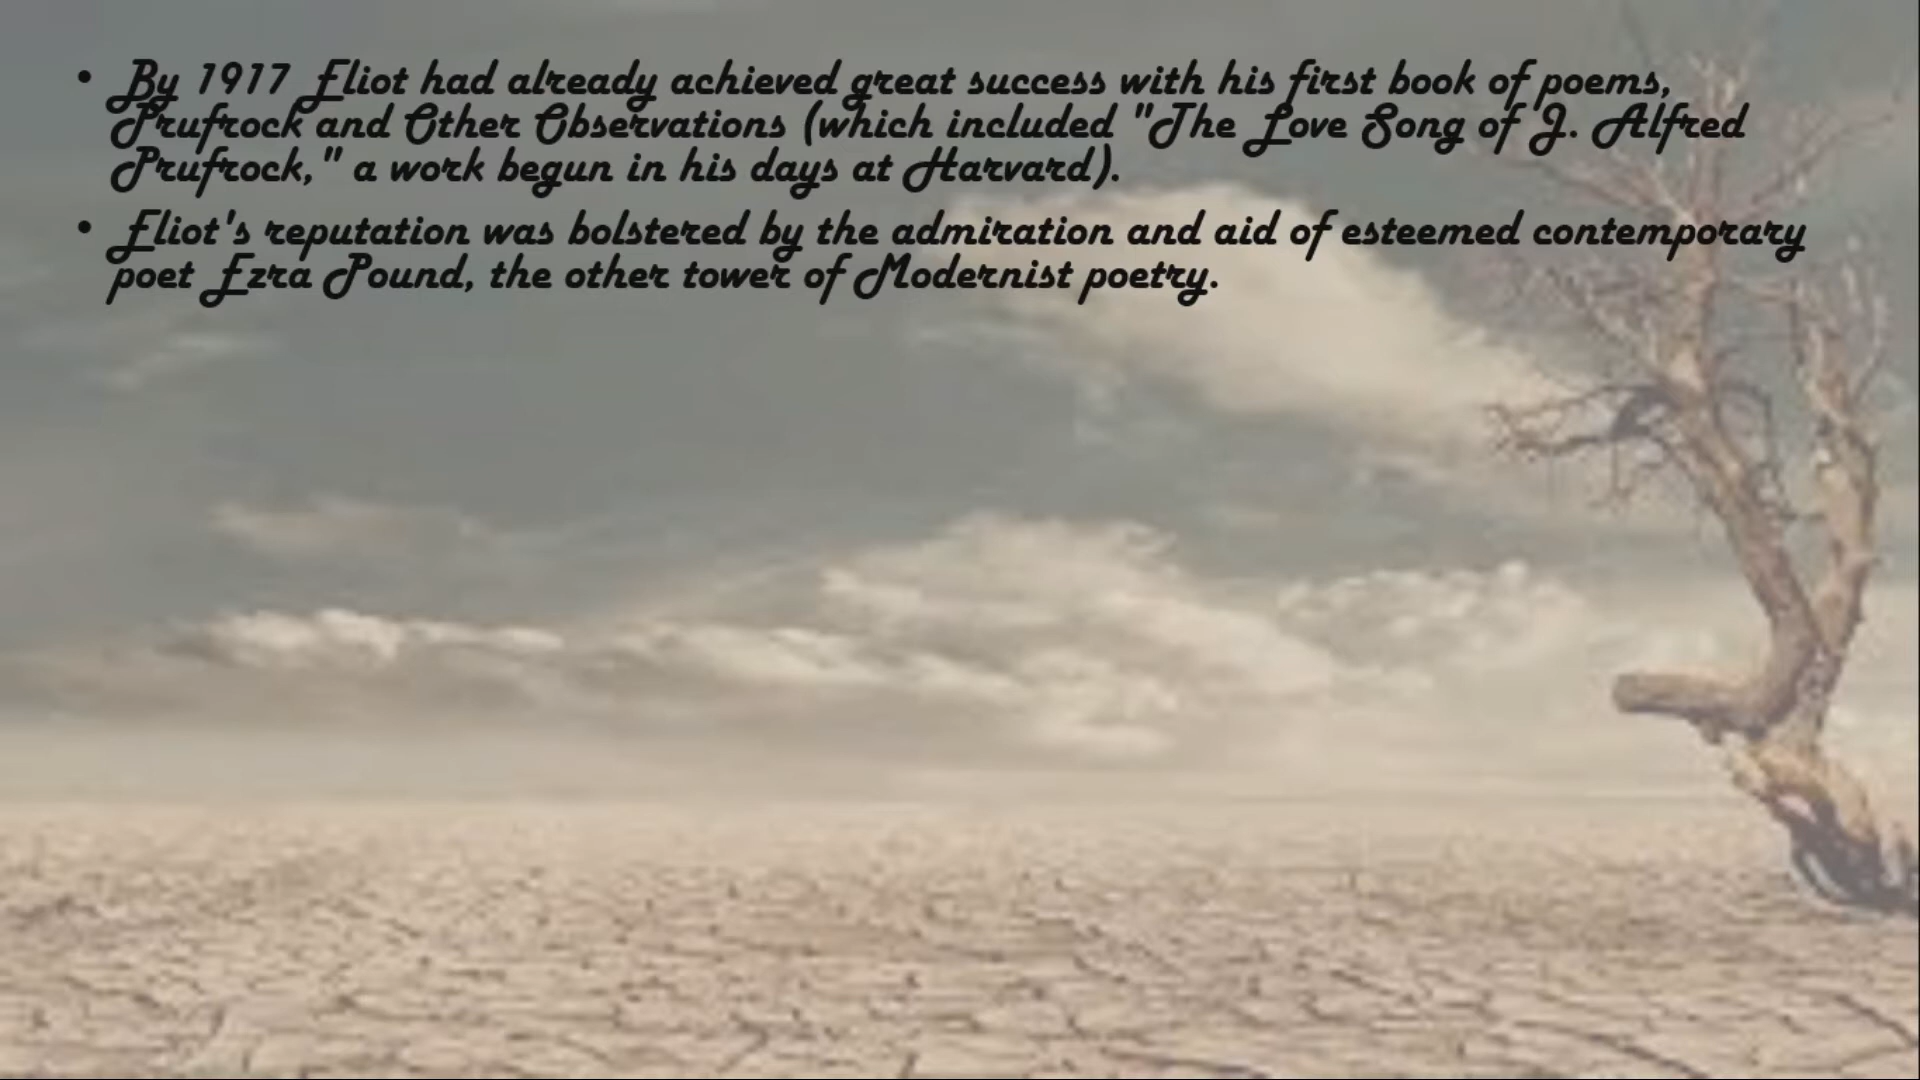 • By 1917 Eliot had already achieved great success with his first book of poems,
Prufrock and Other Observations (which included "The Love Song of J. Alfred
Prufrock," a work begun in his days at Harvard).
• Eliot's reputation was bolstered by the admiration and aid of esteemed contemporary
poet Ezra Pound, the other tower of Modernist poetry.